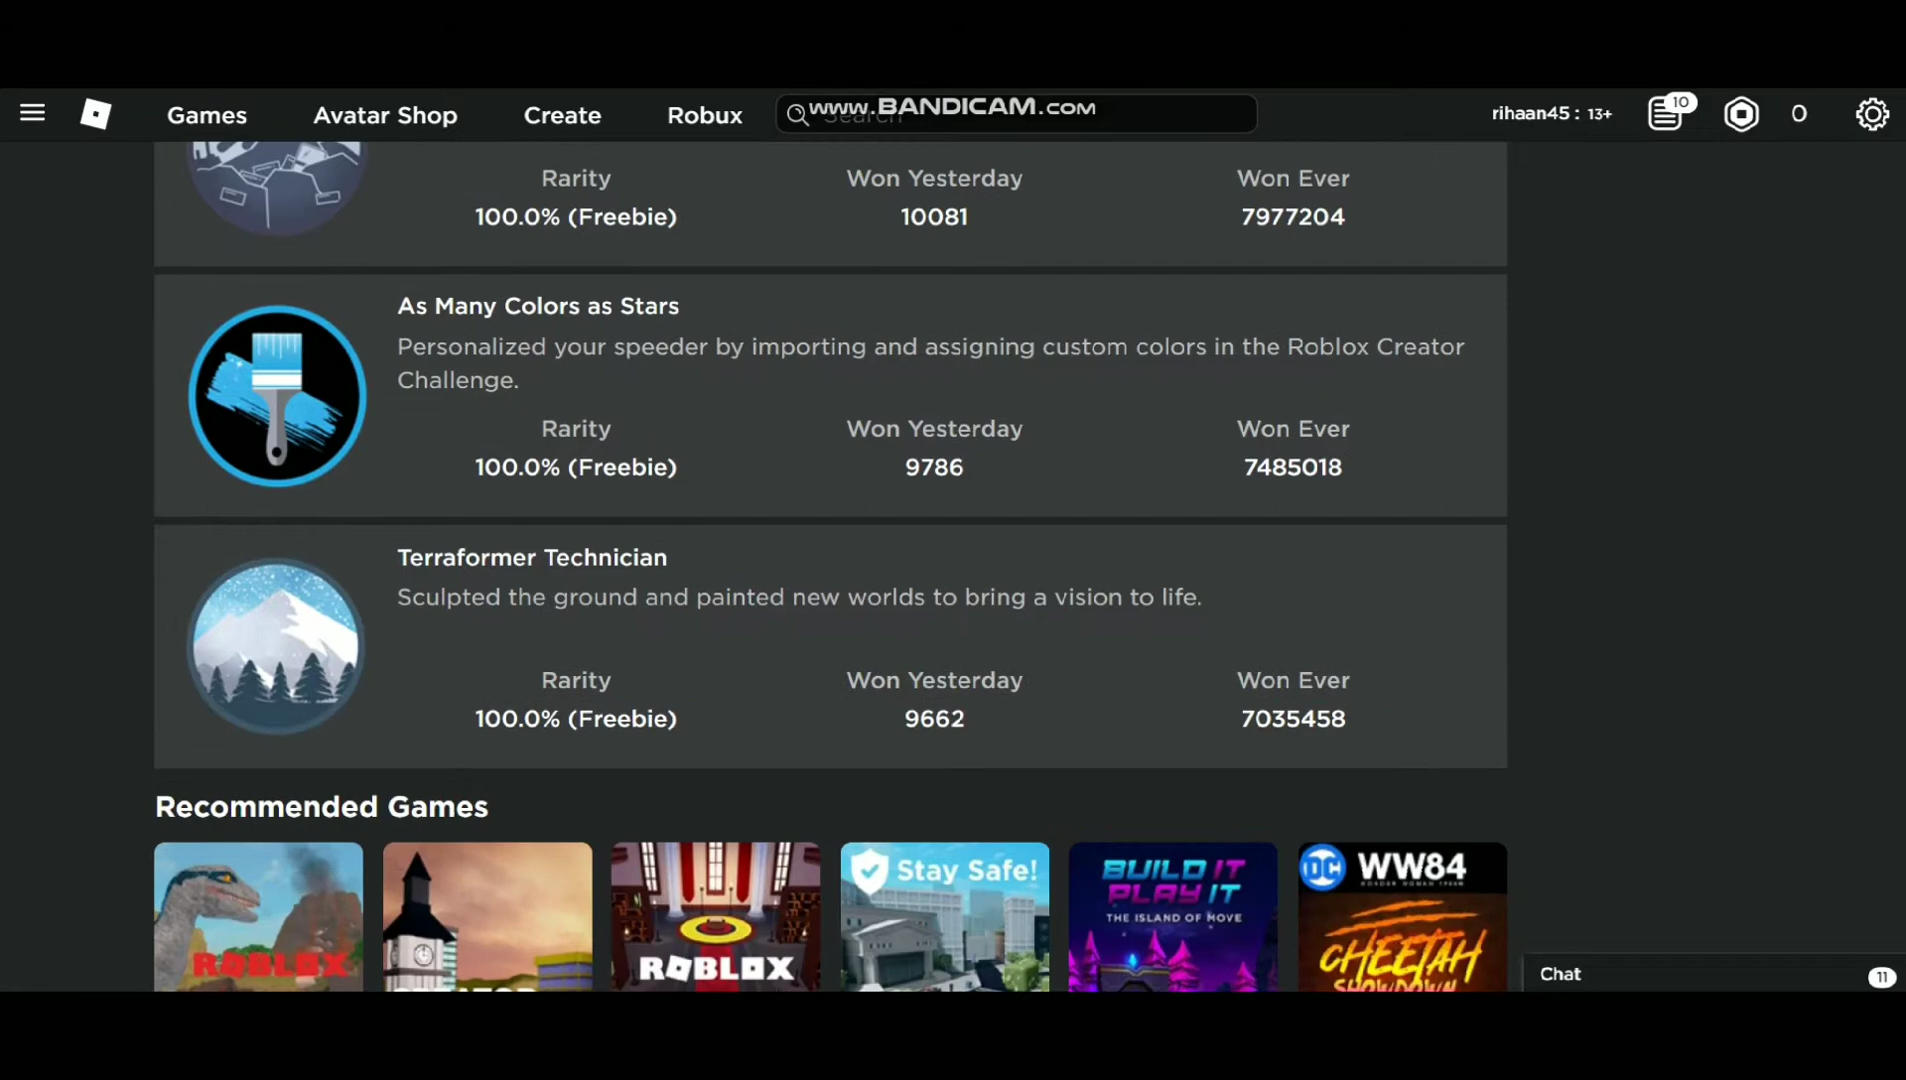 Games Avatar Shop Create Robux Search www.BANDICAM.com rihaan45 : 13+ 10 0
Rarity Won Yesterday Won Ever
100.0% (Freebie) 10081 7977204
As Many Colors as Stars
Personalized your speeder by importing and assigning custom colors in the Roblox Creator
Challenge.
Rarity Won Yesterday Won Ever
100.0% (Freebie) 9786 7485018
Terraformer Technician
Sculpted the ground and painted new worlds to bring a vision to life.
Rarity Won Yesterday Won Ever
100.0% (Freebie) 9662 7035458
Recommended Games
ROBLOX
ROBLOX
Stay Safe!
BUILD IT
PLAY IT
THE ISLAND OF MOVE
DC WW84
CHEETAH
SHOWDOWN
Chat 11